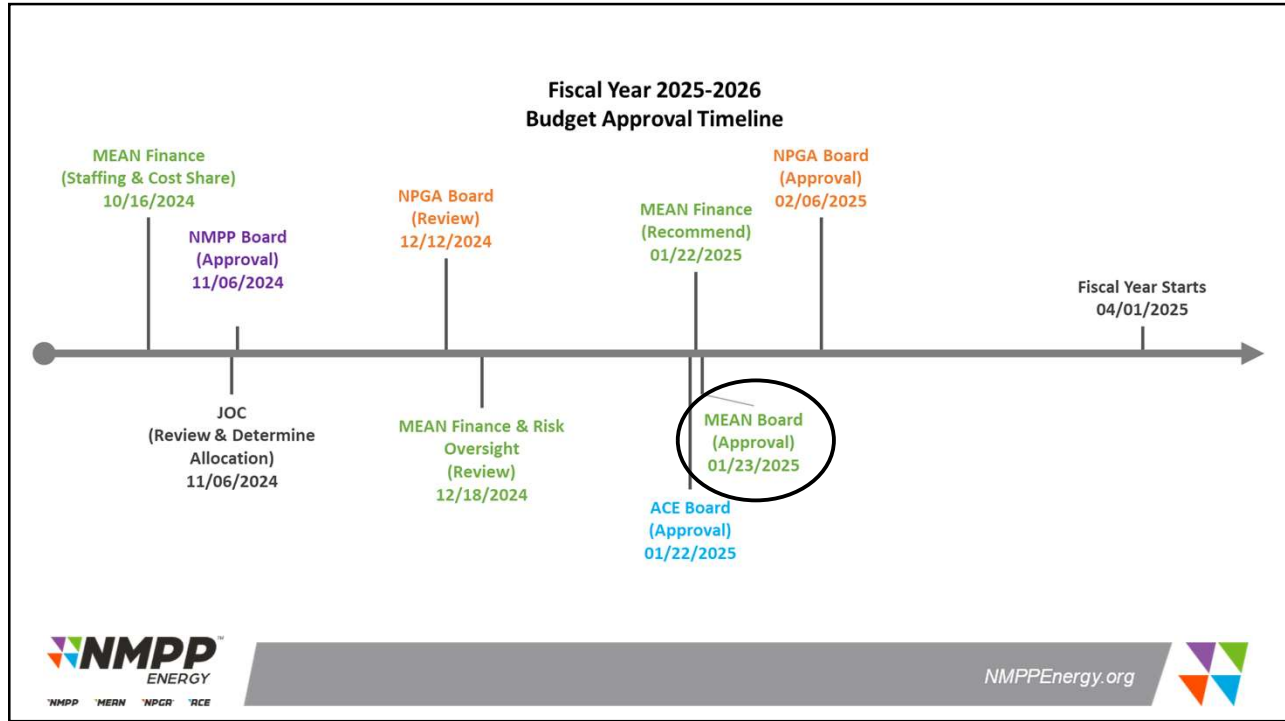 Fiscal Year 2025-2026
Budget Approval Timeline
MEAN Finance
(Staffing & Cost Share)
10/16/2024
NMPP Board
(Approval)
11/06/2024
JOC
(Review & Determine
Allocation)
11/06/2024
NPGA Board
(Review)
12/12/2024
MEAN Finance & Risk
Oversight
(Review)
12/18/2024
MEAN Finance
(Recommend)
01/22/2025
ACE Board
(Approval)
01/22/2025
MEAN Board
(Approval)
01/23/2025
NPGA Board
(Approval)
02/06/2025
Fiscal Year Starts
04/01/2025
NMPP™
ENERGY
NMPP MEAN NPGA ACE
NMPPEnergy.org